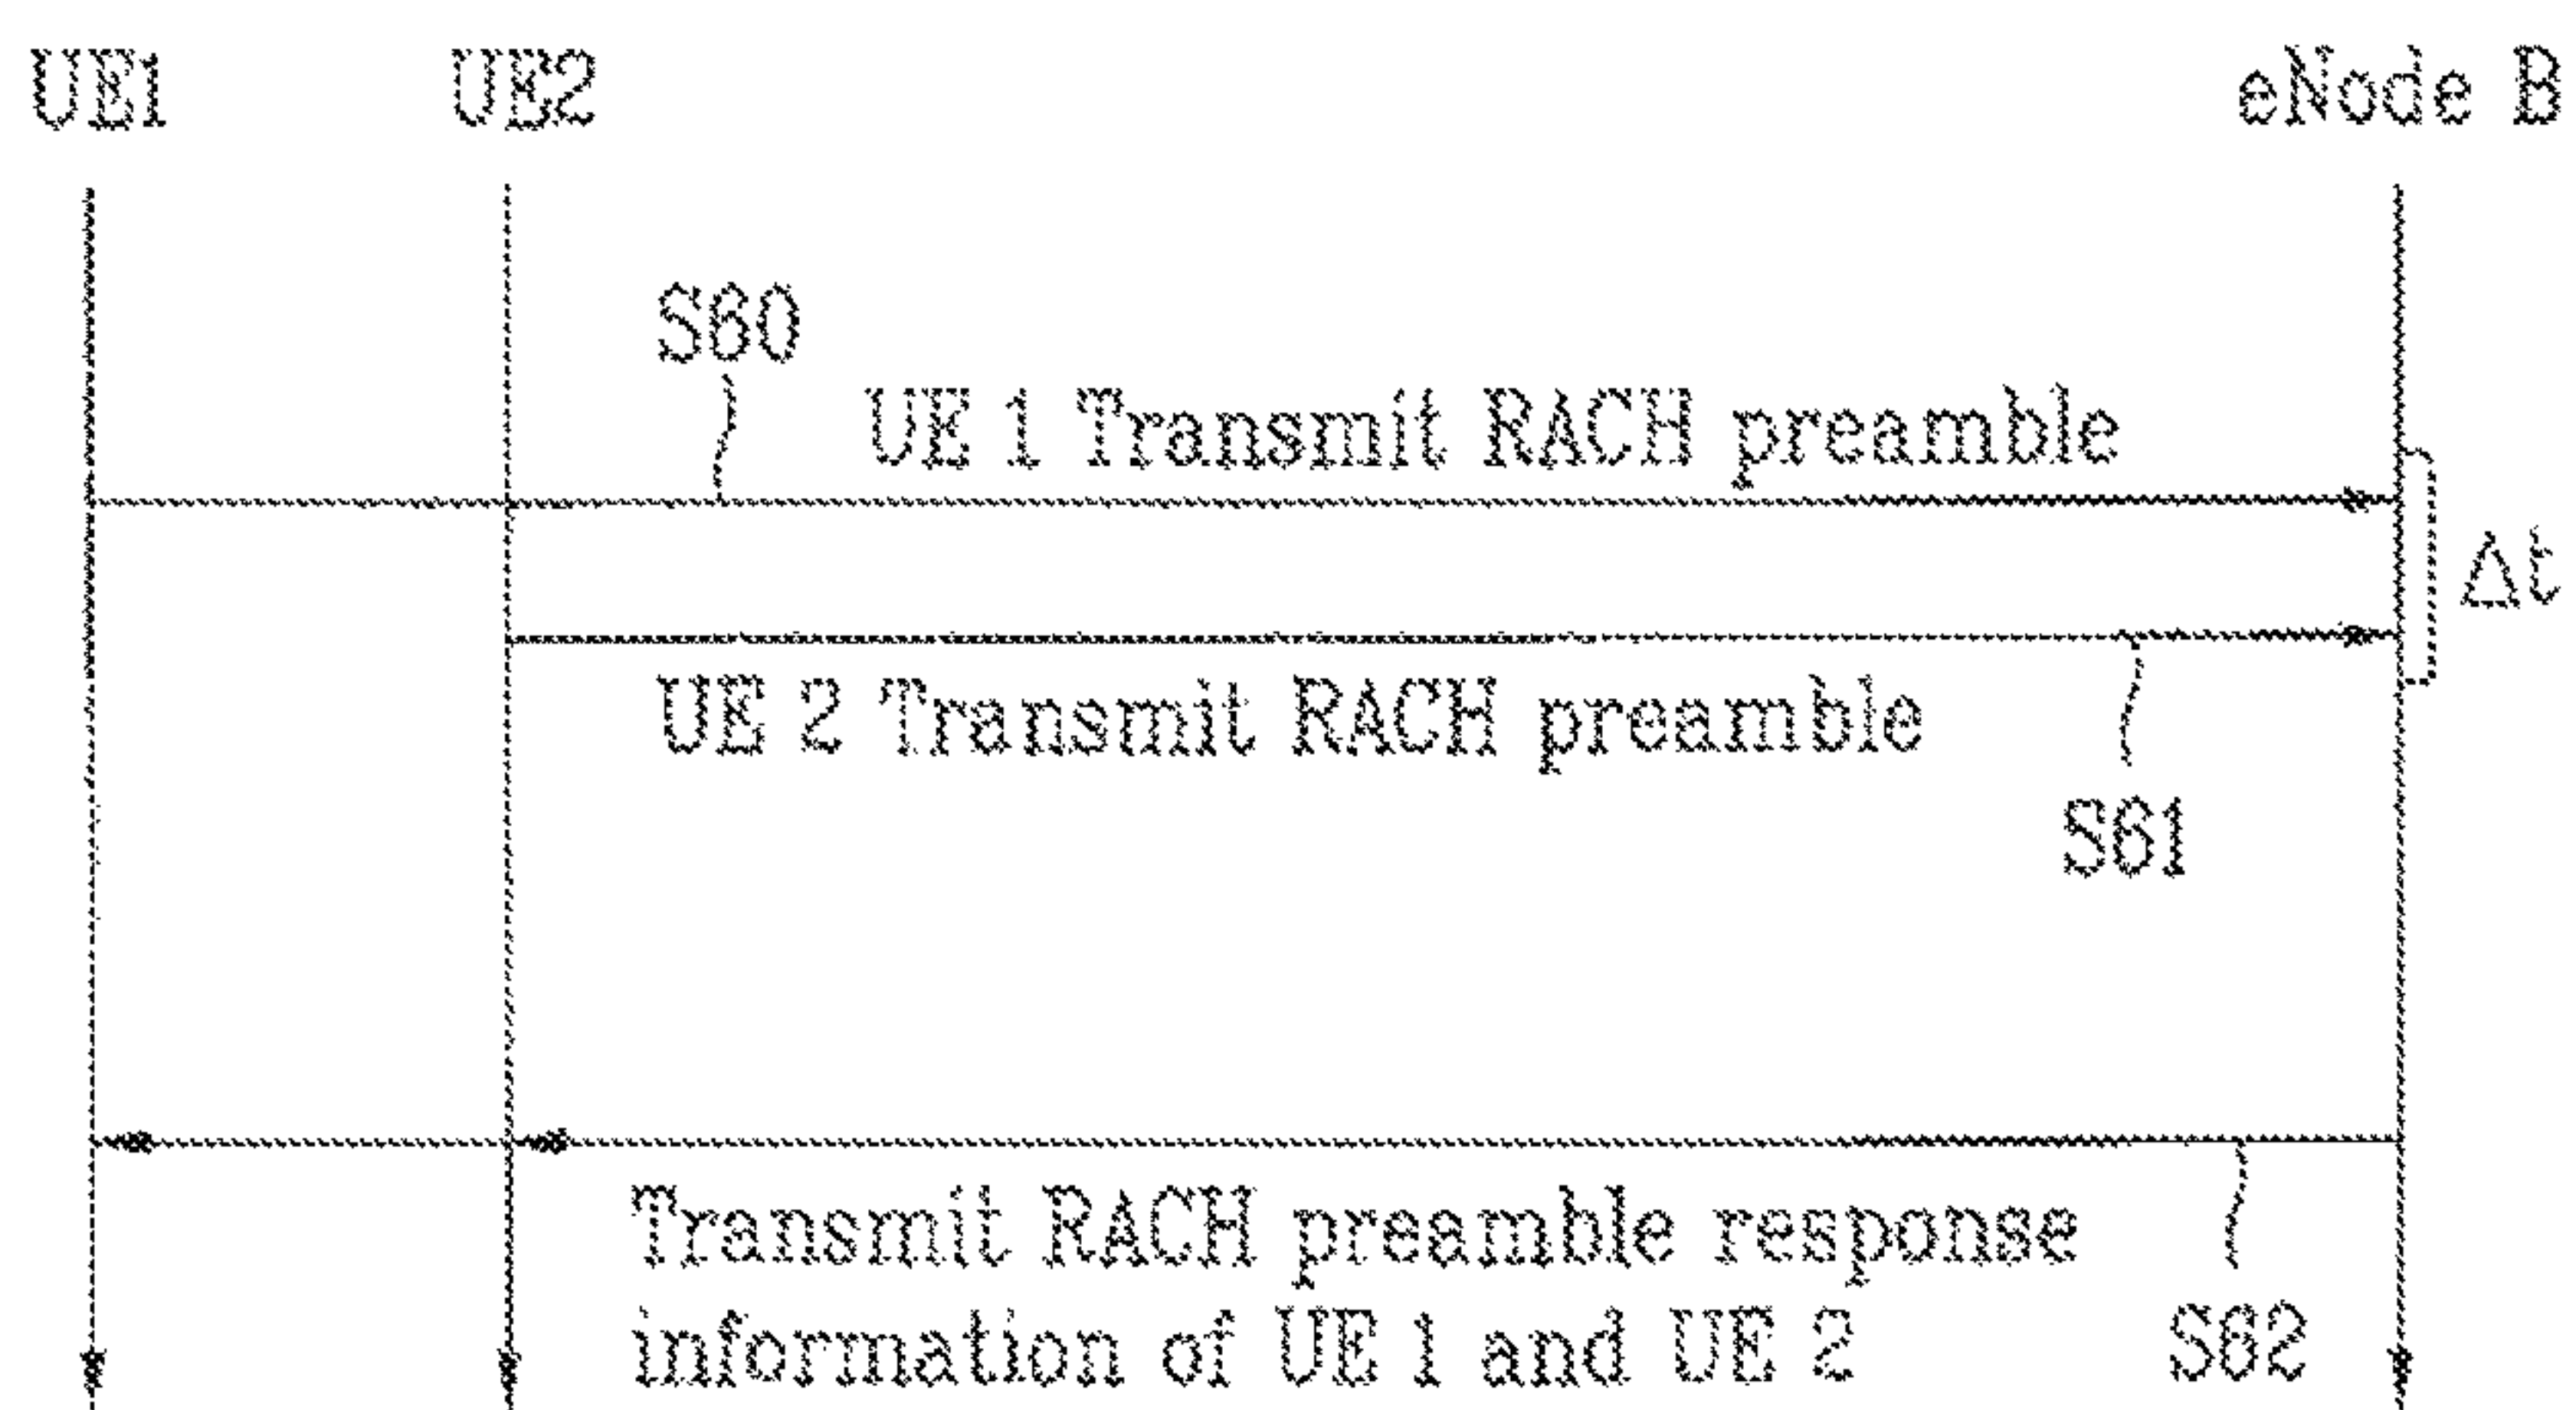 UE1
UE2
eNode B
S60
UE 1 Transmit RACH preamble
Δt
UE 2 Transmit RACH preamble
S61
Transmit RACH preamble response
information of UE 1 and UE 2
S62